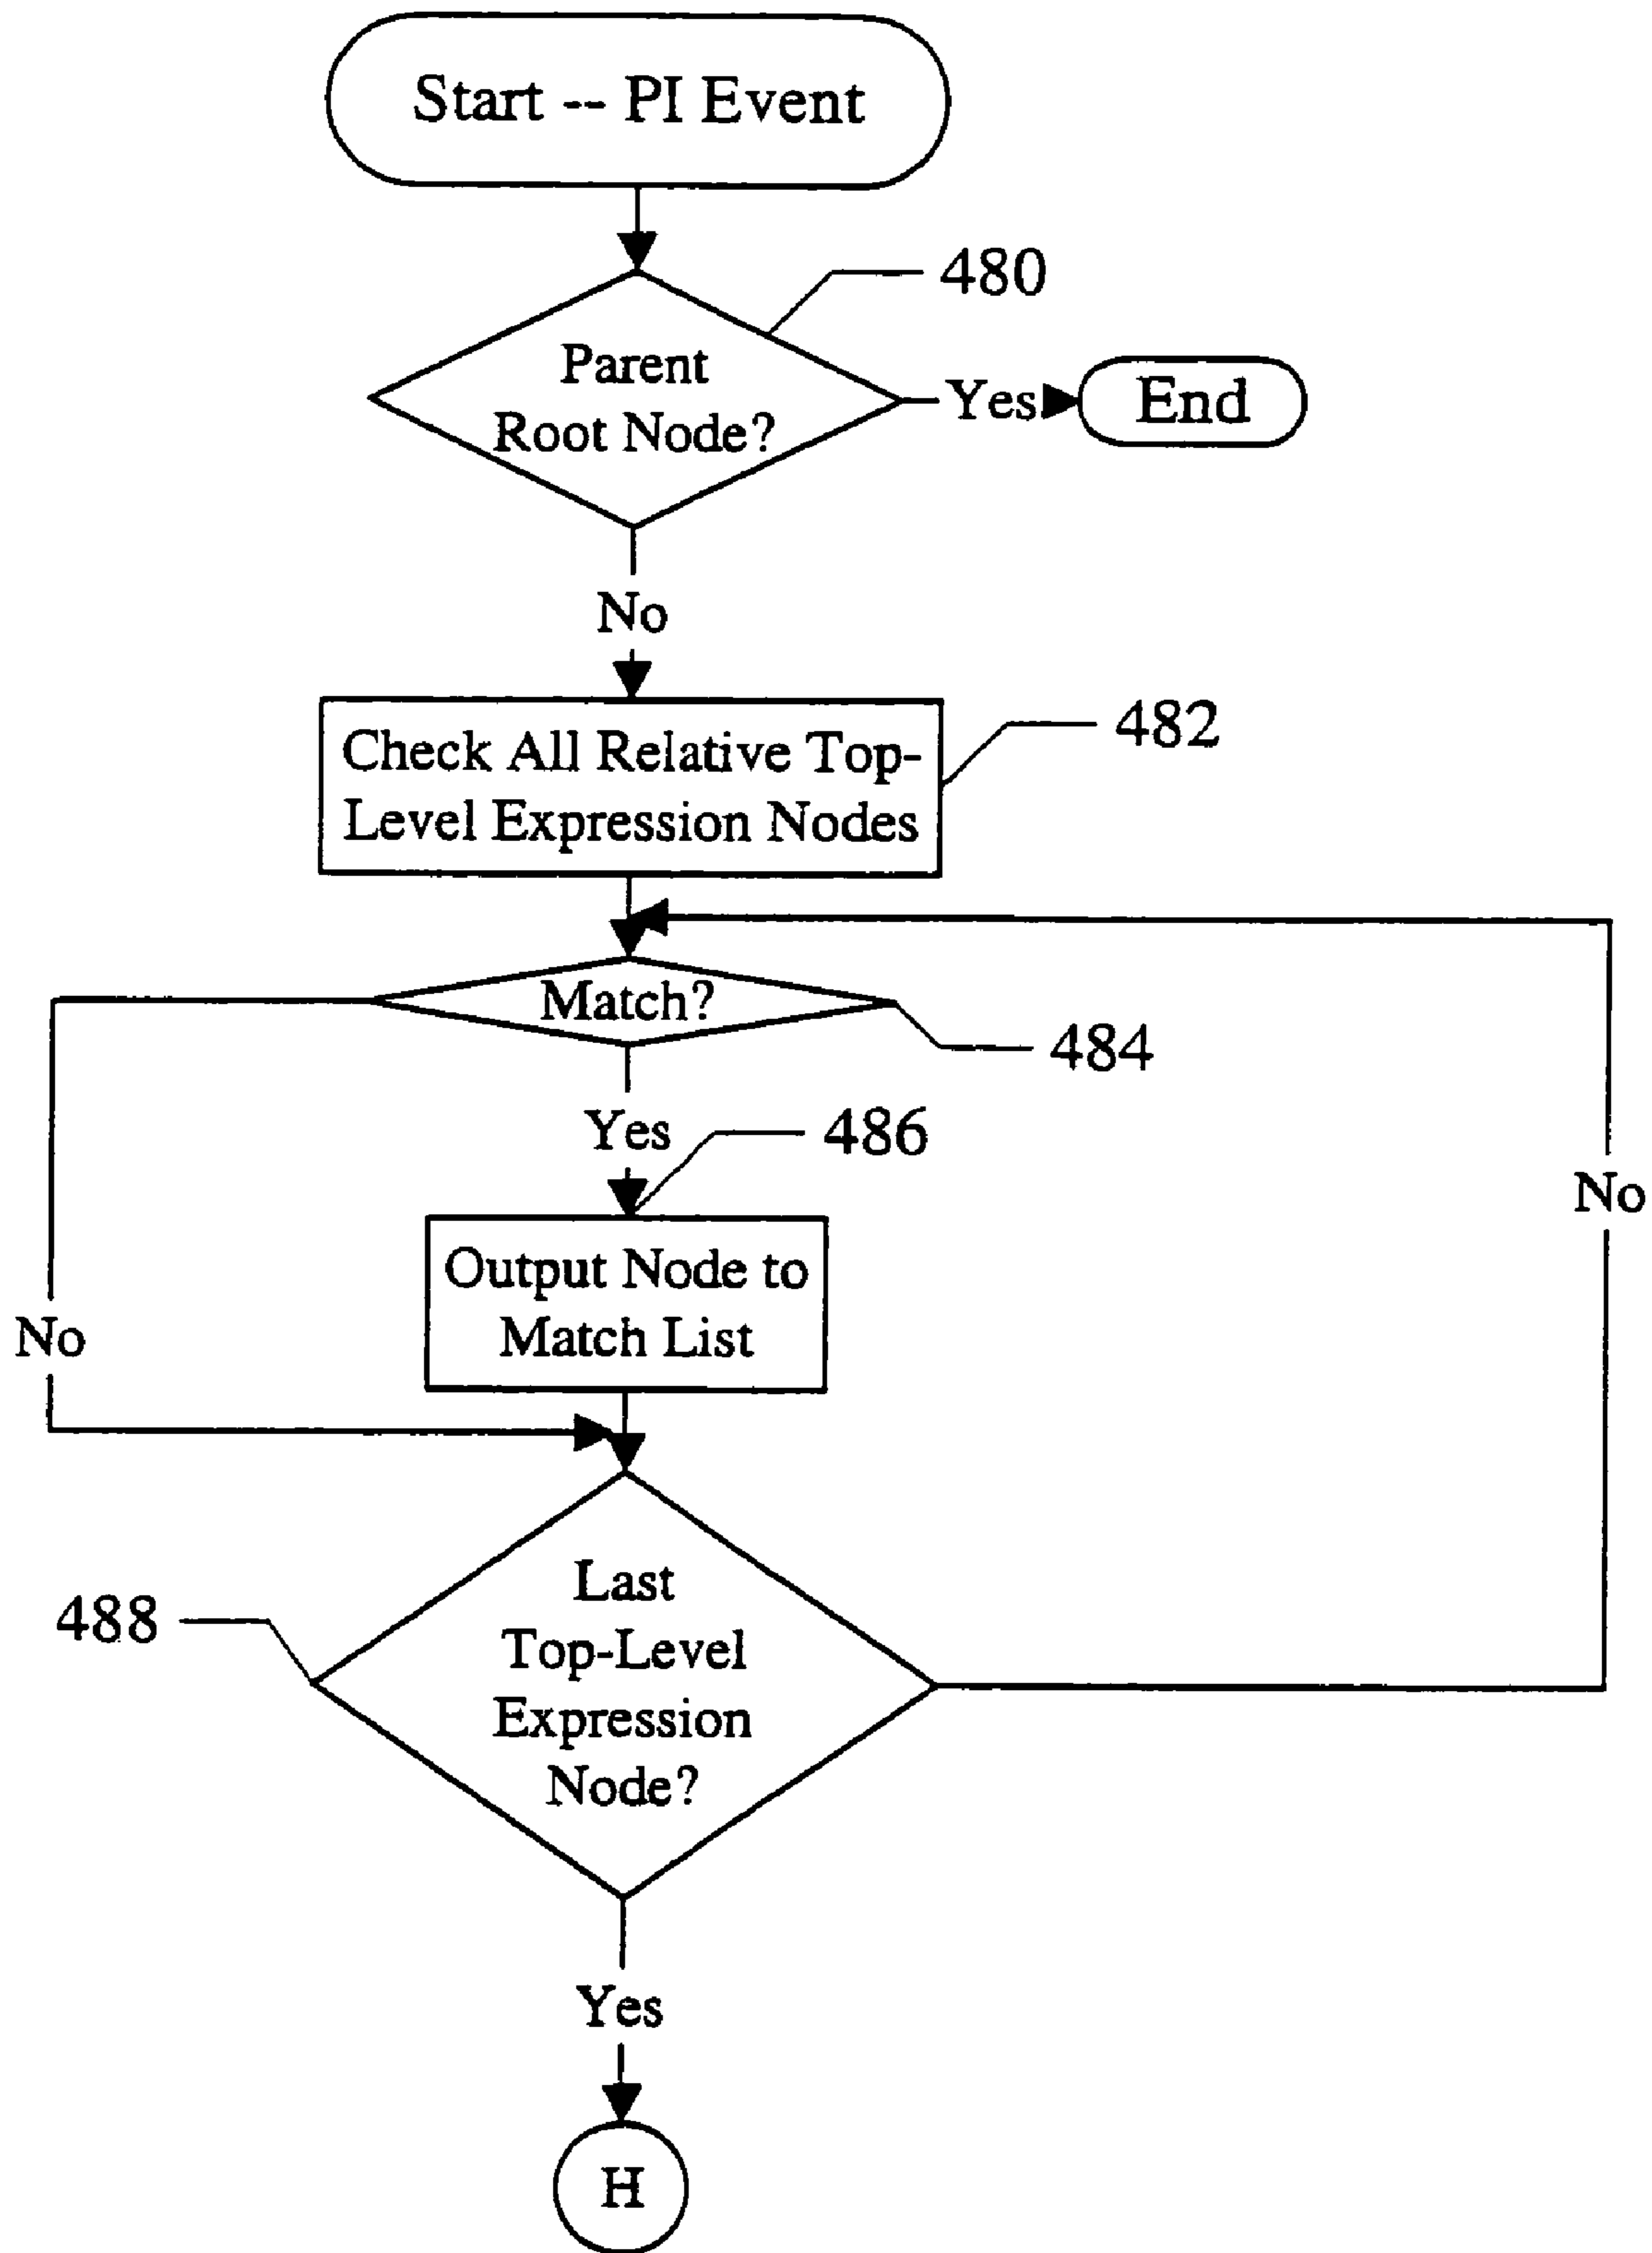 Start -- PI Event
480
Parent
Root Node?
Yes
End
No
482
Check All Relative Top-
Level Expression Nodes
Match?
484
Yes
486
No
Output Node to
Match List
No
488
Last
Top-Level
Expression
Node?
Yes
H